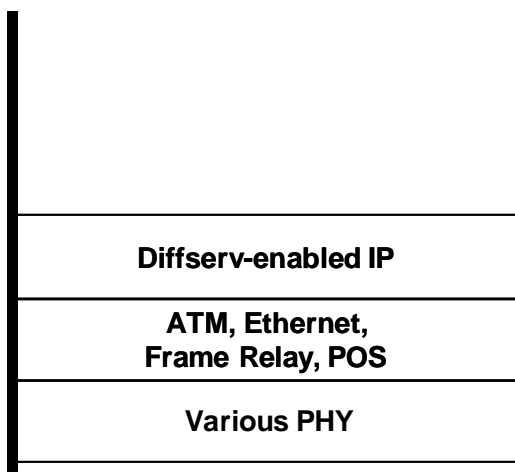 Diffserv-enabled IP
ATM, Ethernet,
Frame Relay, POS
Various PHY